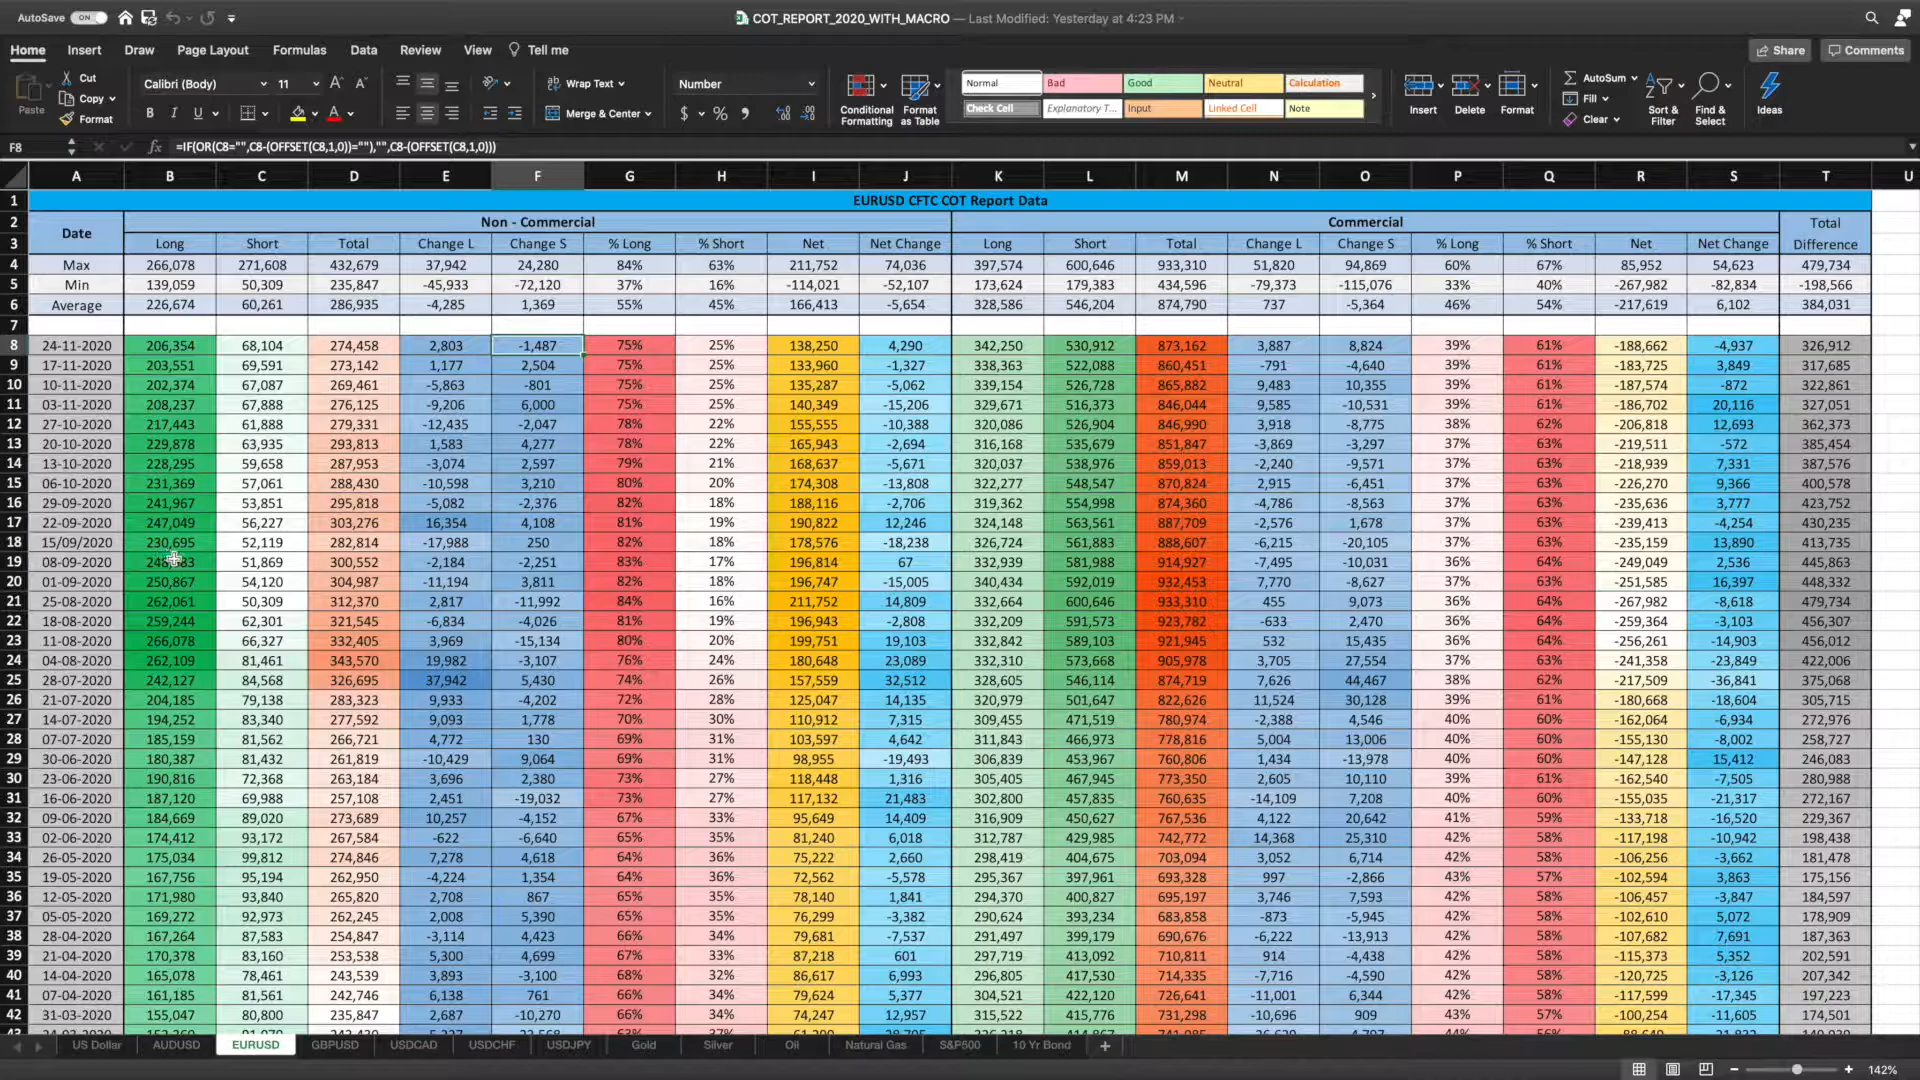 AutoSave ON
COT_REPORT_2020_WITH_MACRO — Last Modified: Yesterday at 4:23 PM
Home Insert Draw Page Layout Formulas Data Review View Tell me Share Comments
Paste Cut Copy Format
Calibri (Body) 11
B I U
Wrap Text
Merge & Center
Number
$ % 
Conditional Formatting
Format as Table
Normal Bad Good Neutral Calculation
Check Cell Explanatory T... Input Linked Cell Note
Insert Delete Format
AutoSum Fill Clear
Sort & Filter
Find & Select
Ideas
F8 fx =IF(OR(C8="",C8-(OFFSET(C8,1,0))=""),"",C8-(OFFSET(C8,1,0)))
A B C D E F G H I J K L M N O P Q R S T U
1 EURUSD CFTC COT Report Data
2 Date Non - Commercial Commercial Total Difference
3 Long Short Total Change L Change S % Long % Short Net Net Change Long Short Total Change L Change S % Long % Short Net Net Change
4 Max 266,078 271,608 432,679 37,942 24,280 84% 63% 211,752 74,036 397,574 600,646 933,310 51,820 94,869 60% 67% 85,952 54,623 479,734
5 Min 139,059 50,309 235,847 -45,933 -72,120 37% 16% -114,021 -52,107 173,624 179,383 434,596 -79,373 -115,076 33% 40% -267,982 -82,834 -198,566
6 Average 226,674 60,261 286,935 -4,285 1,369 55% 45% 166,413 -5,654 328,586 546,204 874,790 737 -5,364 46% 54% -217,619 6,102 384,031
7
8 24-11-2020 206,354 68,104 274,458 2,803 -1,487 75% 25% 138,250 4,290 342,250 530,912 873,162 3,887 8,824 39% 61% -188,662 -4,937 326,912
9 17-11-2020 203,551 69,591 273,142 1,177 2,504 75% 25% 133,960 -1,327 338,363 522,088 860,451 -791 -4,640 39% 61% -183,725 3,849 317,685
10 10-11-2020 202,374 67,087 269,461 -5,863 -801 75% 25% 135,287 -5,062 339,154 526,728 865,882 9,483 10,355 39% 61% -187,574 -872 322,861
11 03-11-2020 208,237 67,888 276,125 -9,206 6,000 75% 25% 140,349 -15,206 329,671 516,373 846,044 9,585 -10,531 39% 61% -186,702 20,116 327,051
12 27-10-2020 217,443 61,888 279,331 -12,435 -2,047 78% 22% 155,555 -10,388 320,086 526,904 846,990 3,918 -8,775 38% 62% -206,818 12,693 362,373
13 20-10-2020 229,878 63,935 293,813 1,583 4,277 78% 22% 165,943 -2,694 316,168 535,679 851,847 -3,869 -3,297 37% 63% -219,511 -572 385,454
14 13-10-2020 228,295 59,658 287,953 -3,074 2,597 79% 21% 168,637 -5,671 320,037 538,976 859,013 -2,240 -9,571 37% 63% -218,939 7,331 387,576
15 06-10-2020 231,369 57,061 288,430 -10,598 3,210 80% 20% 174,308 -13,808 322,277 548,547 870,824 2,915 -6,451 37% 63% -226,270 9,366 400,578
16 29-09-2020 241,967 53,851 295,818 -5,082 -2,376 82% 18% 188,116 -2,706 319,362 554,998 874,360 -4,786 -8,563 37% 63% -235,636 3,777 423,752
17 22-09-2020 247,049 56,227 303,276 16,354 4,108 81% 19% 190,822 12,246 324,148 563,561 887,709 -2,576 1,678 37% 63% -239,413 -4,254 430,235
18 15/09/2020 230,695 52,119 282,814 -17,988 250 82% 18% 178,576 -18,238 326,724 561,883 888,607 -6,215 -20,105 37% 63% -235,159 13,890 413,735
19 08-09-2020 51,869 300,552 -2,184 -2,251 83% 17% 196,814 67 332,939 581,988 914,927 -7,495 -10,031 36% 64% -249,049 2,536 445,863
20 01-09-2020 250,867 54,120 304,987 -11,194 3,811 82% 18% 196,747 -15,005 340,434 592,019 932,453 7,770 -8,627 37% 63% -251,585 16,397 448,332
21 25-08-2020 262,061 50,309 312,370 2,817 -11,992 84% 16% 211,752 14,809 332,664 600,646 933,310 455 9,073 36% 64% -267,982 -8,618 479,734
22 18-08-2020 259,244 62,301 321,545 -6,834 -4,026 81% 19% 196,943 -2,808 332,209 591,573 923,782 -633 2,470 36% 64% -259,364 -3,103 456,307
23 11-08-2020 266,078 66,327 332,405 3,969 -15,134 80% 20% 199,751 19,103 332,842 589,103 921,945 532 15,435 36% 64% -256,261 -14,903 456,012
24 04-08-2020 262,109 81,461 343,570 19,982 -3,107 76% 24% 180,648 23,089 332,310 573,668 905,978 3,705 27,554 37% 63% -241,358 -23,849 422,006
25 28-07-2020 242,127 84,568 326,695 37,942 5,430 74% 26% 157,559 32,512 328,605 546,114 874,719 7,626 44,467 38% 62% -217,509 -36,841 375,068
26 21-07-2020 204,185 79,138 283,323 9,933 -4,202 72% 28% 125,047 14,135 320,979 501,647 822,626 11,524 30,128 39% 61% -180,668 -18,604 305,715
27 14-07-2020 194,252 83,340 277,592 9,093 1,778 70% 30% 110,912 7,315 309,455 471,519 780,974 -2,388 4,546 40% 60% -162,064 -6,934 272,976
28 07-07-2020 185,159 81,562 266,721 4,772 130 69% 31% 103,597 4,642 311,843 466,973 778,816 5,004 13,006 40% 60% -155,130 -8,002 258,727
29 30-06-2020 180,387 81,432 261,819 -10,429 9,064 69% 31% 98,955 -19,493 306,839 453,967 760,806 1,434 -13,978 40% 60% -147,128 15,412 246,083
30 23-06-2020 190,816 72,368 263,184 3,696 2,380 73% 27% 118,448 1,316 305,405 467,945 773,350 2,605 10,110 39% 61% -162,540 -7,505 280,988
31 16-06-2020 187,120 69,988 257,108 2,451 -19,032 73% 27% 117,132 21,483 302,800 457,835 760,635 -14,109 7,208 40% 60% -155,035 -21,317 272,167
32 09-06-2020 184,669 89,020 273,689 10,257 -4,152 67% 33% 95,649 14,409 316,909 450,627 767,536 4,122 20,642 41% 59% -133,718 -16,520 229,367
33 02-06-2020 174,412 93,172 267,584 -622 -6,640 65% 35% 81,240 6,018 312,787 429,985 742,772 14,368 25,310 42% 58% -117,198 -10,942 198,438
34 26-05-2020 175,034 99,812 274,846 7,278 4,618 64% 36% 75,222 2,660 298,419 404,675 703,094 3,052 6,714 42% 58% -106,256 -3,662 181,478
35 19-05-2020 167,756 95,194 262,950 -4,224 1,354 64% 36% 72,562 -5,578 295,367 397,961 693,328 997 -2,866 43% 57% -102,594 3,863 175,156
36 12-05-2020 171,980 93,840 265,820 2,708 867 65% 35% 78,140 1,841 294,370 400,827 695,197 3,746 7,593 42% 58% -106,457 -3,847 184,597
37 05-05-2020 169,272 92,973 262,245 2,008 5,390 65% 35% 76,299 -3,382 290,624 393,234 683,858 -873 -5,945 42% 58% -102,610 5,072 178,909
38 28-04-2020 167,264 87,583 254,847 -3,114 4,423 66% 34% 79,681 -7,537 291,497 399,179 690,676 -6,222 -13,913 42% 58% -107,682 7,691 187,363
39 21-04-2020 170,378 83,160 253,538 5,300 4,699 67% 33% 87,218 601 297,719 413,092 710,811 914 -4,438 42% 58% -115,373 5,352 202,591
40 14-04-2020 165,078 78,461 243,539 3,893 -3,100 68% 32% 86,617 6,993 296,805 417,530 714,335 -7,716 -4,590 42% 58% -120,725 -3,126 207,342
41 07-04-2020 161,185 81,561 242,746 6,138 761 66% 34% 79,624 5,377 304,521 422,120 726,641 -11,001 6,344 42% 58% -117,599 -17,345 197,223
42 31-03-2020 155,047 80,800 235,847 2,687 -10,270 66% 34% 74,247 12,957 315,522 415,776 731,298 -10,696 909 43% 57% -100,254 -11,605 174,501
US Dollar AUDUSD EURUSD GBPUSD USDCAD USDCHF USDJPY Gold Silver Oil Natural Gas S&P500 10 Yr Bond +
142%